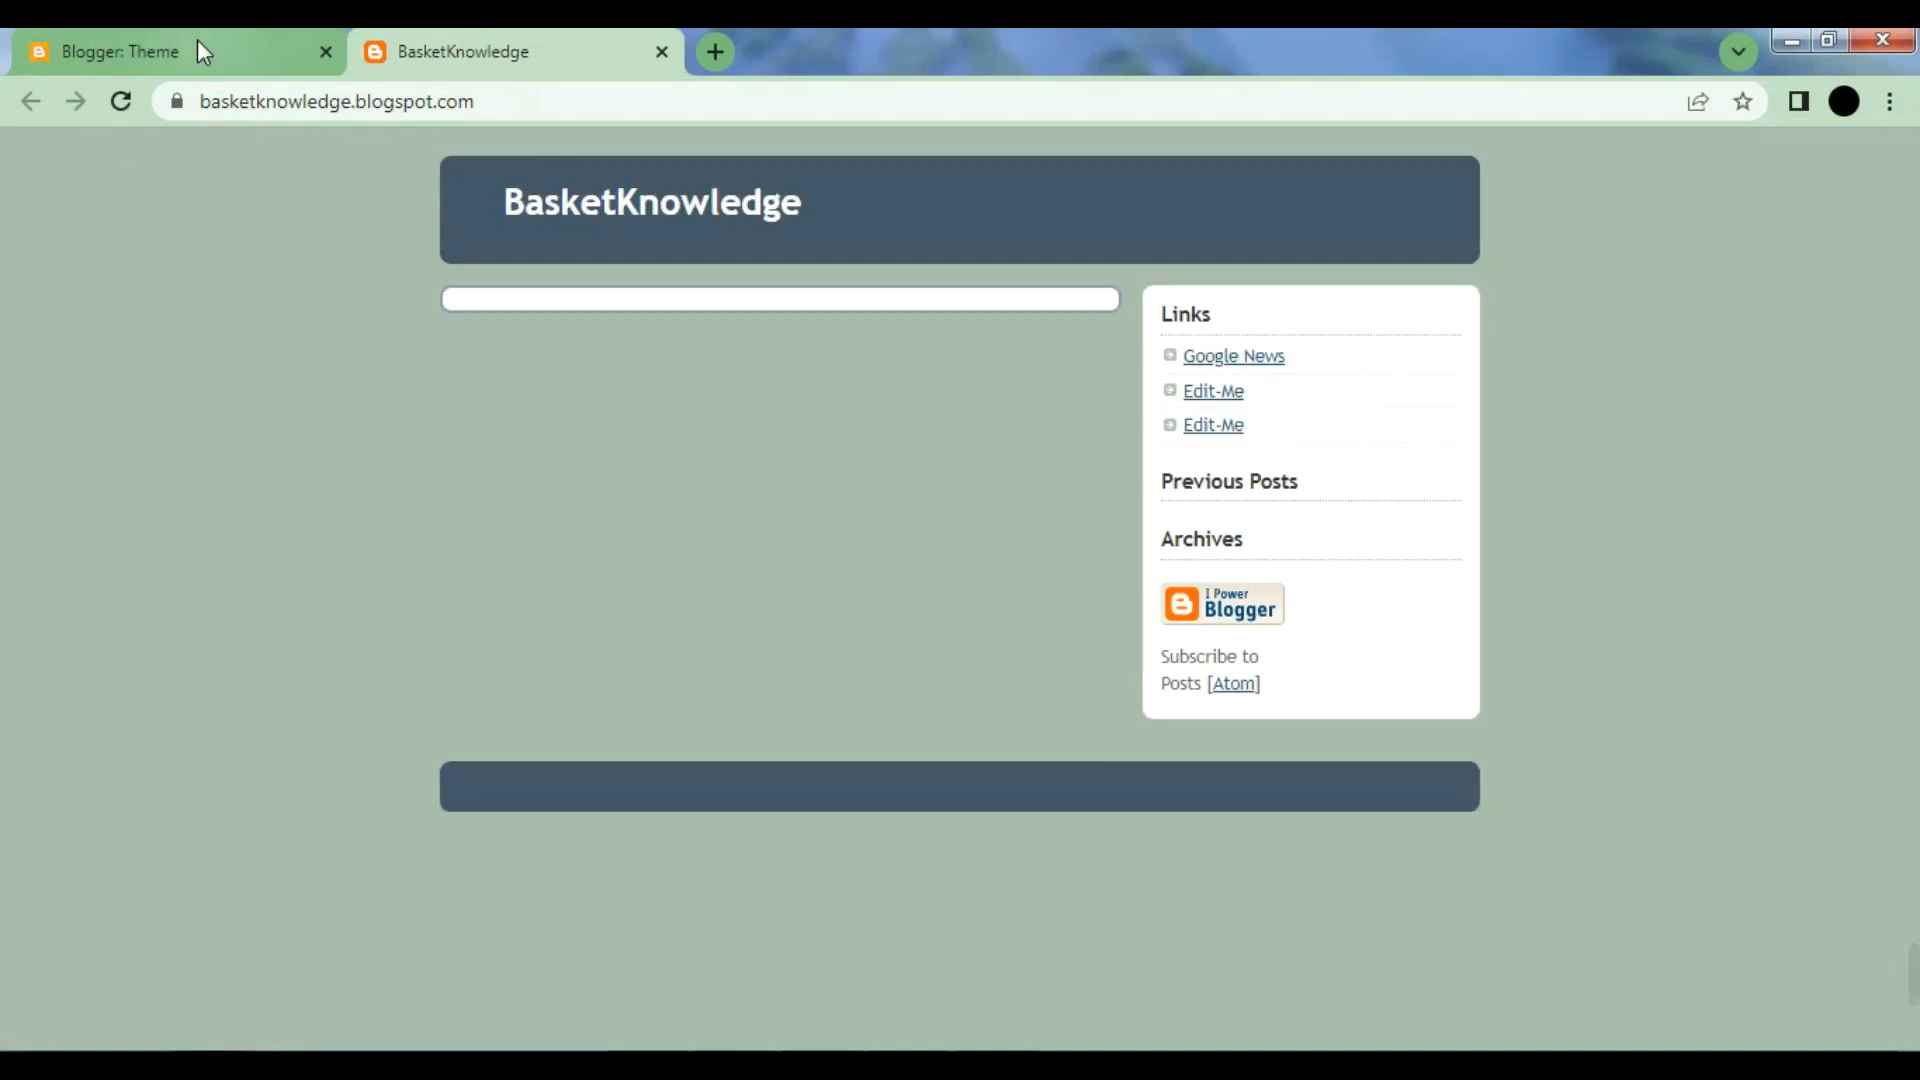 Blogger: Theme
BasketKnowledge
basketknowledge.blogspot.com
BasketKnowledge
Links
Google News
Edit-Me
Edit-Me
Previous Posts
Archives
I Power
Blogger
Subscribe to
Posts [Atom]